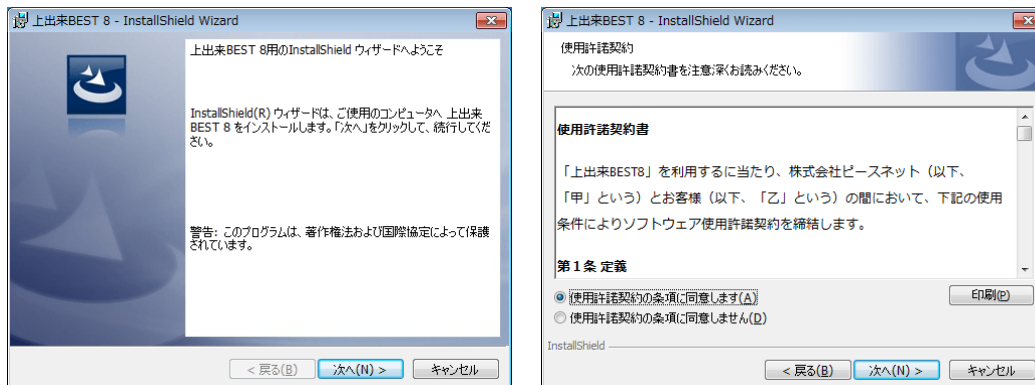 上出来BEST 8 - InstallShield Wizard
上出来BEST 8用のInstallShield ウィザードへようこそ
InstallShield(R) ウィザードは、ご使用のコンピュータへ 上出来
BEST 8 をインストールします。「次へ」をクリックして、続行してくだ
さい。
警告: このプログラムは、著作権法および国際協定によって保護
されています。
< 戻る(B)
次へ(N) >
キャンセル
上出来BEST 8 - InstallShield Wizard
使用許諾契約
次の使用許諾契約書を注意深くお読みください。
使用許諾契約書
「上出来BEST8」を利用するに当たり、株式会社ピースネット（以下、
「甲」という）とお客様（以下、「乙」という）の間において、下記の使用
条件によりソフトウェア使用許諾契約を締結します。
第1条 定義
使用許諾契約の条項に同意します(A)
印刷(P)
使用許諾契約の条項に同意しません(D)
InstallShield
< 戻る(B)
次へ(N) >
キャンセル